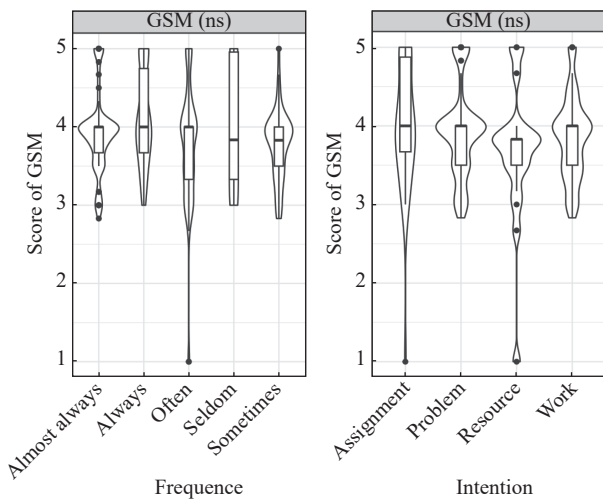 GSM (ns)
5
4
3
2
1
Score of GSM
Almost always
Always
Often
Seldom
Sometimes
Frequence
GSM (ns)
5
4
3
2
1
Score of GSM
Assignment
Problem
Resource
Work
Intention